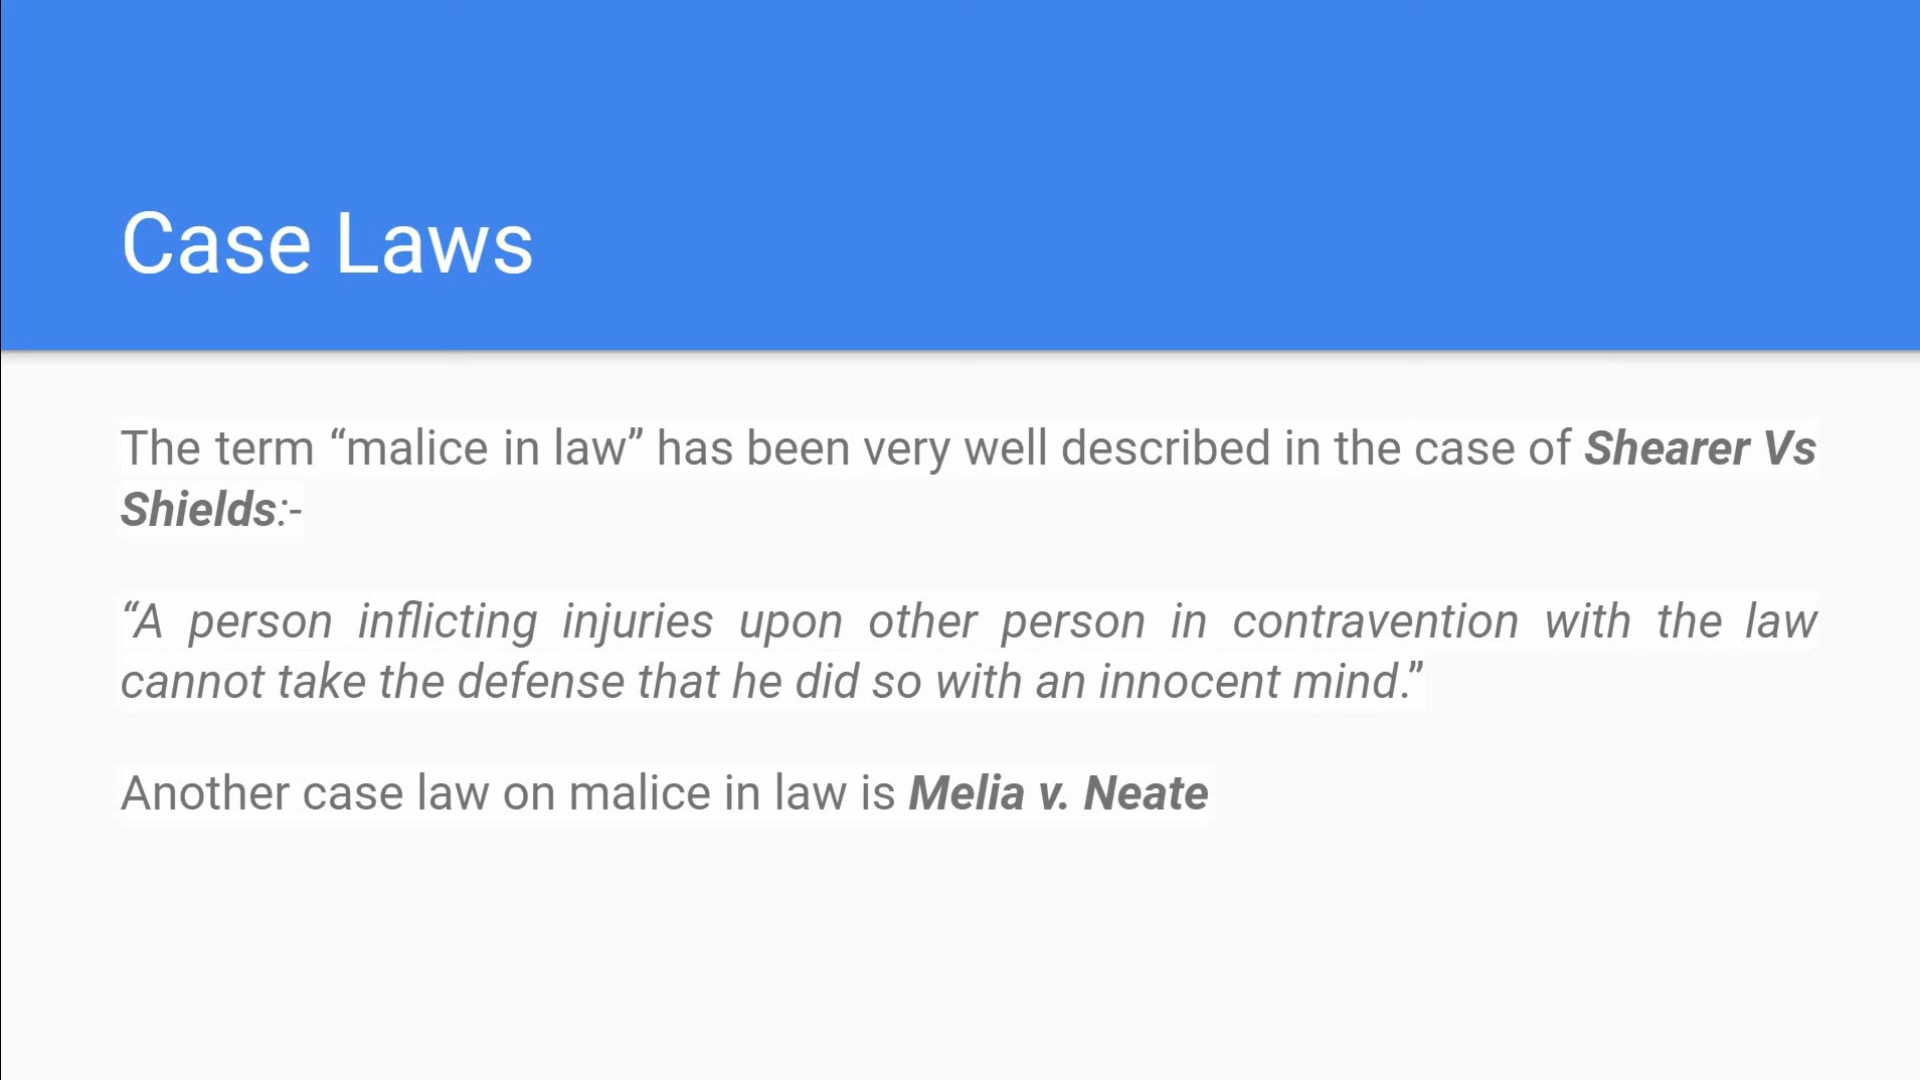 Case Laws
The term “malice in law” has been very well described in the case of Shearer Vs
Shields:-
“A person inflicting injuries upon other person in contravention with the law
cannot take the defense that he did so with an innocent mind.”
Another case law on malice in law is Melia v. Neate